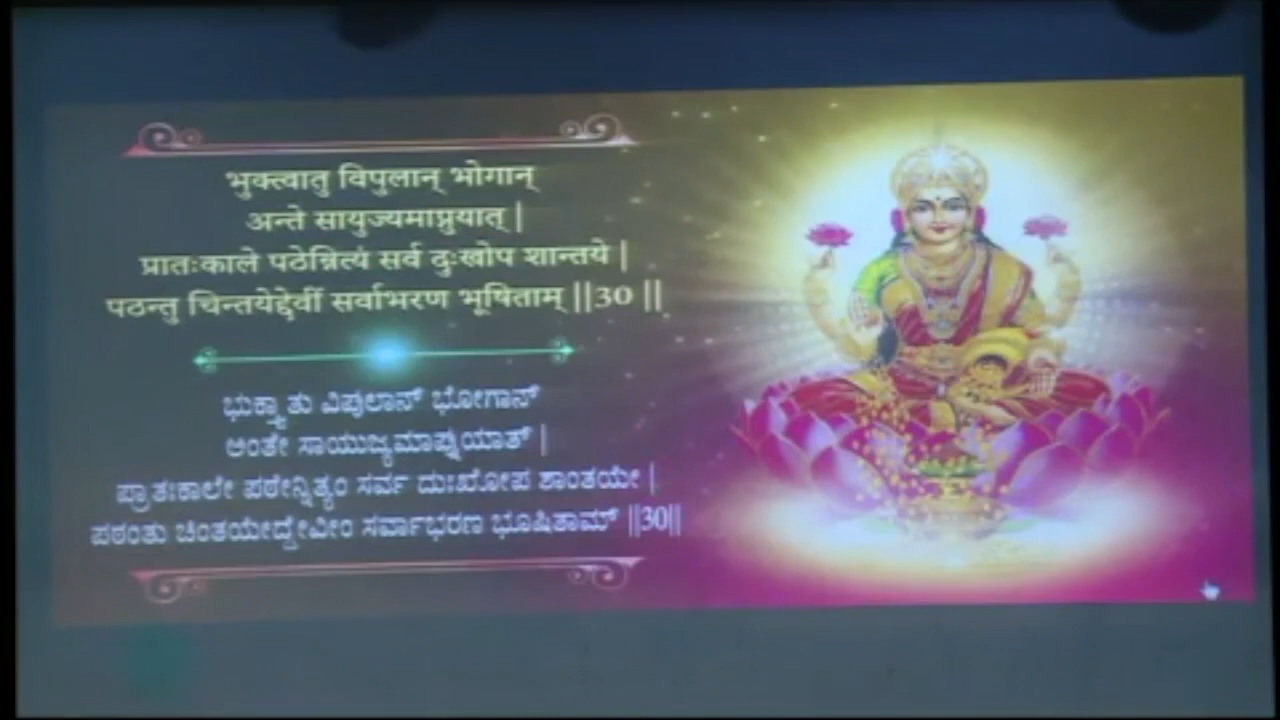 भुक्त्वातु विपुलान् भोगान्
अन्ते सायुज्यमाप्नुयात् |
प्रातःकाले पठेन्नित्यं सर्व दुःखोप शान्तये |
पठन्तु चिन्तयेद्देवीं सर्वाभरण भूषिताम् ||30 ||
ಭುಕ್ತ್ವಾತು ವಿಪುಲಾನ್ ಭೋಗಾನ್
ಅಂತೇ ಸಾಯುಜ್ಯಮಾಪ್ನುಯಾತ್ |
ಪ್ರಾತಃಕಾಲೇ ಪಠೇನ್ನಿತ್ಯಂ ಸರ್ವ ದುಃಖೋಪ ಶಾಂತಯೇ |
ಪಠಂತು ಚಿಂತಯೇದ್ದೇವೀಂ ಸರ್ವಾಭರಣ ಭೂಷಿತಾಮ್ ||30||